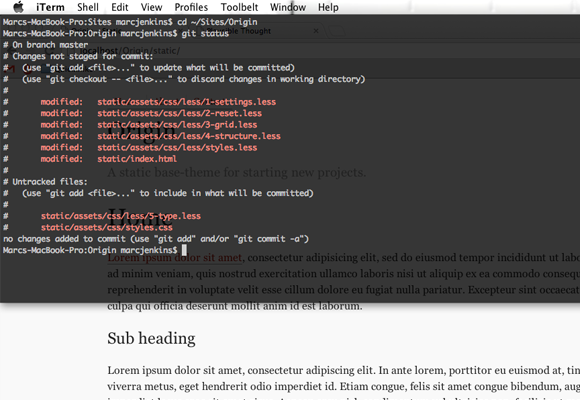 iTerm Shell Edit View Profiles Toolbelt Window Help
Marcs-MacBook-Pro:Sites marcjenkins$ cd ~/Sites/Origin
Marcs-MacBook-Pro:Origin marcjenkins$ git status
Thought
# On branch master
localhost/Origin/static/
# Changes not staged for commit:
#   (use "git add <file>..." to update what will be committed)
#   (use "git checkout -- <file>..." to discard changes in working directory)
#
#       modified:   static/assets/css/less/1-settings.less
#       modified:   static/assets/css/less/2-reset.less
#       modified:   static/assets/css/less/3-grid.less
Origin
#       modified:   static/assets/css/less/4-structure.less
#       modified:   static/assets/css/less/styles.less
#       modified:   static/index.html
#
A static base-theme for starting new projects.
# Untracked files:
#   (use "git add <file>..." to include in what will be committed)
#
#       static/assets/css/less/5-type.less
Home
#       static/assets/css/styles.css
no changes added to commit (use "git add" and/or "git commit -a")
Marcs-MacBook-Pro:Origin marcjenkins$
Lorem ipsum dolor sit amet, consectetur adipisicing elit, sed do eiusmod tempor incididunt ut lab
ad minim veniam, quis nostrud exercitation ullamco laboris nisi ut aliquip ex ea commodo consequ
reprehenderit in voluptate velit esse cillum dolore eu fugiat nulla pariatur. Excepteur sint occaecat
culpa qui officia deserunt mollit anim id est laborum.
Sub heading
Lorem ipsum dolor sit amet, consectetur adipiscing elit. In ante lorem, porttitor eu euismod at, tin
viverra metus, eget hendrerit odio imperdiet id. Etiam congue, felis sit amet congue bibendum, aug